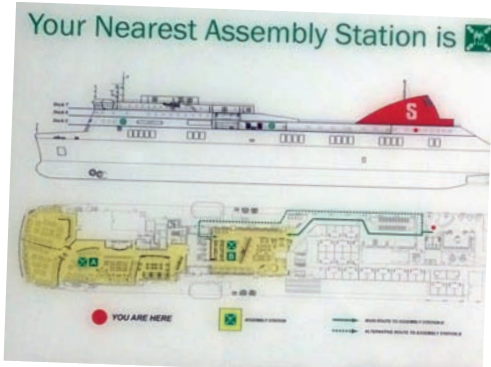 Your Nearest Assembly Station is
Deck 7
Deck 6
Deck 5
S
A
B
YOU ARE HERE
ASSEMBLY STATION
MAIN ROUTE TO ASSEMBLY STATION B
ALTERNATIVE ROUTE TO ASSEMBLY STATION B